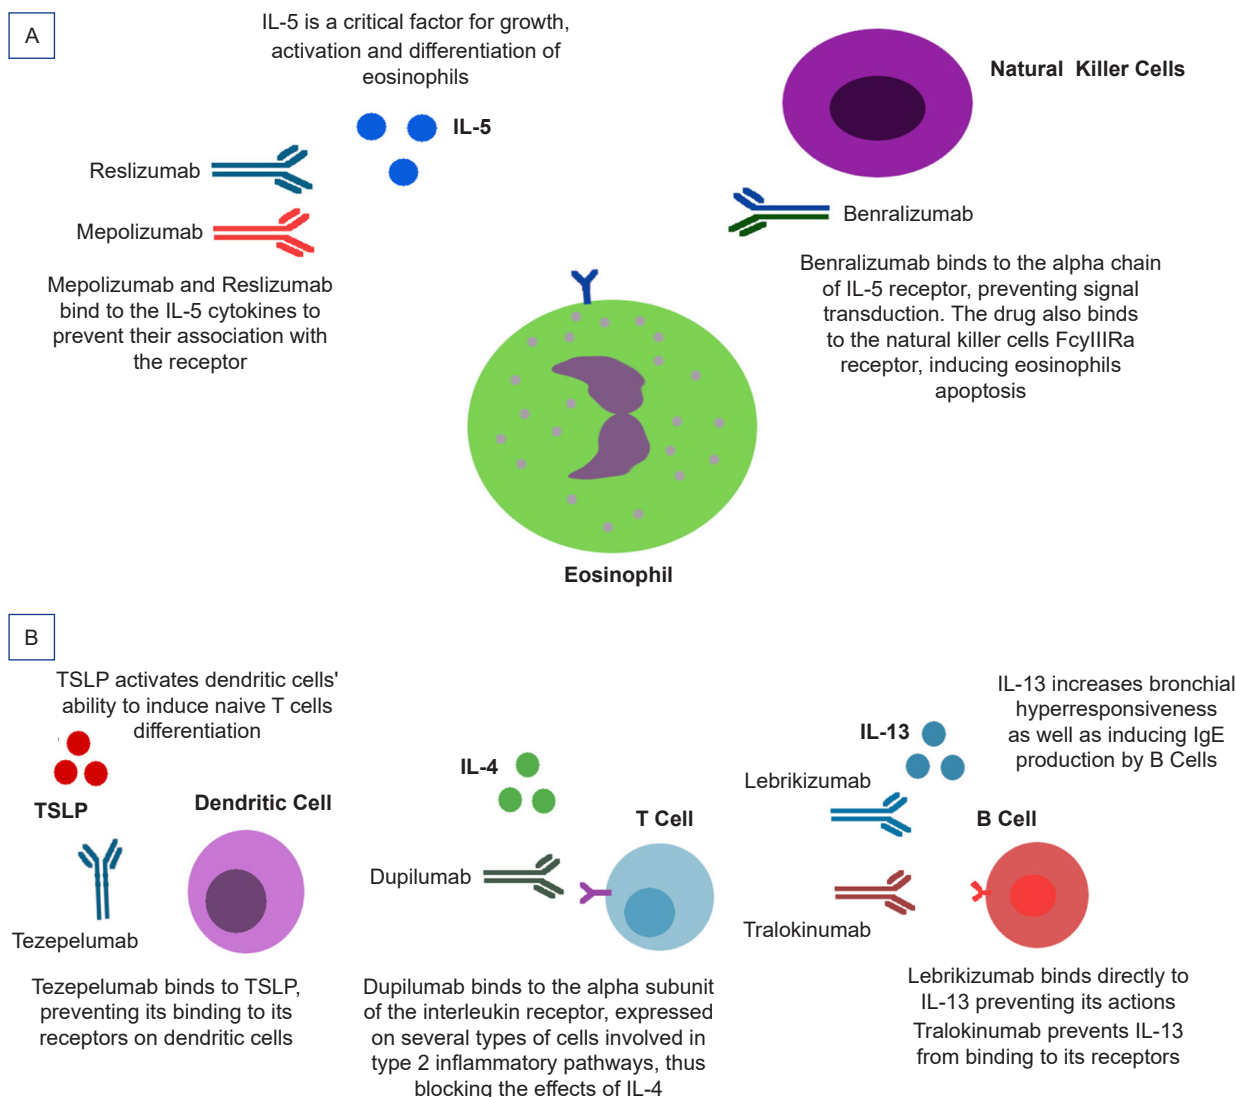 A
IL-5 is a critical factor for growth,
activation and differentiation of
eosinophils
IL-5
Natural Killer Cells
Reslizumab
Mepolizumab
Mepolizumab and Reslizumab
bind to the IL-5 cytokines to
prevent their association with
the receptor
Benralizumab
Benralizumab binds to the alpha chain
of IL-5 receptor, preventing signal
transduction. The drug also binds
to the natural killer cells FcyIIIRa
receptor, inducing eosinophils
apoptosis
Eosinophil
B
TSLP activates dendritic cells'
ability to induce naive T cells
differentiation
TSLP
Dendritic Cell
Tezepelumab
Tezepelumab binds to TSLP,
preventing its binding to its
receptors on dendritic cells
IL-4
T Cell
Dupilumab
Dupilumab binds to the alpha subunit
of the interleukin receptor, expressed
on several types of cells involved in
type 2 inflammatory pathways, thus
blocking the effects of IL-4
IL-13 increases bronchial
hyperresponsiveness
as well as inducing IgE
production by B Cells
IL-13
Lebrikizumab
B Cell
Tralokinumab
Lebrikizumab binds directly to
IL-13 preventing its actions
Tralokinumab prevents IL-13
from binding to its receptors